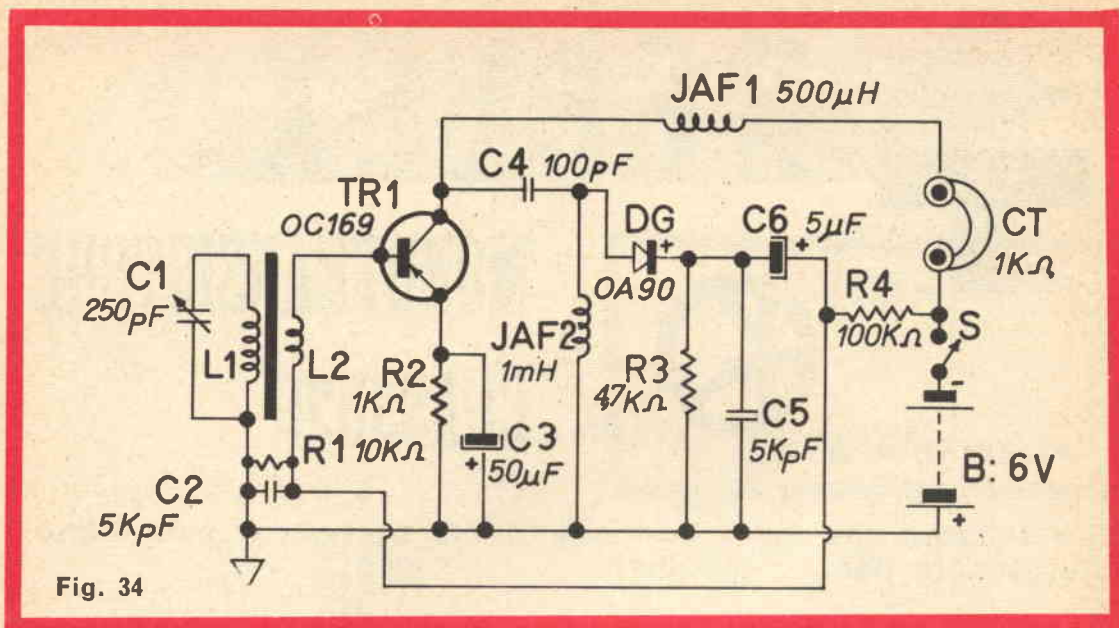 JAF1 500µH
C4 100pF
TR1
OC169
DG +
OA90
C6 + 5µF
CT
1KΩ
C1
250pF
L1
L2
JAF2
1mH
R2
1KΩ
R3
47KΩ
R4
100KΩ
S
C3
+ 50µF
C5
5KpF
R1 10KΩ
C2
5KpF
-
B: 6V
+
Fig. 34